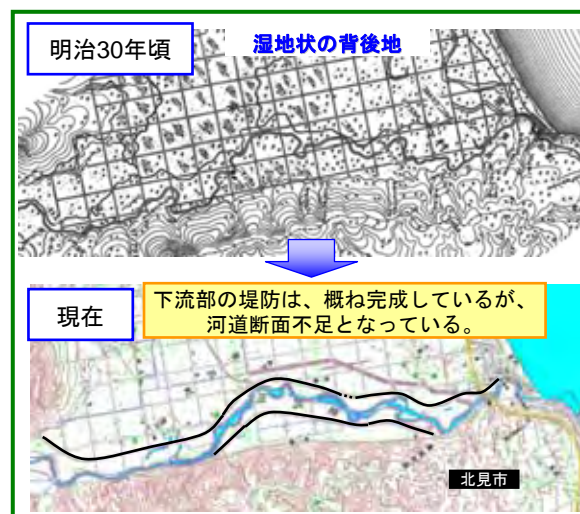 明治30年頃
湿地状の背後地
下流部の堤防は、概ね完成しているが、
河道断面不足となっている。
現在
北見市